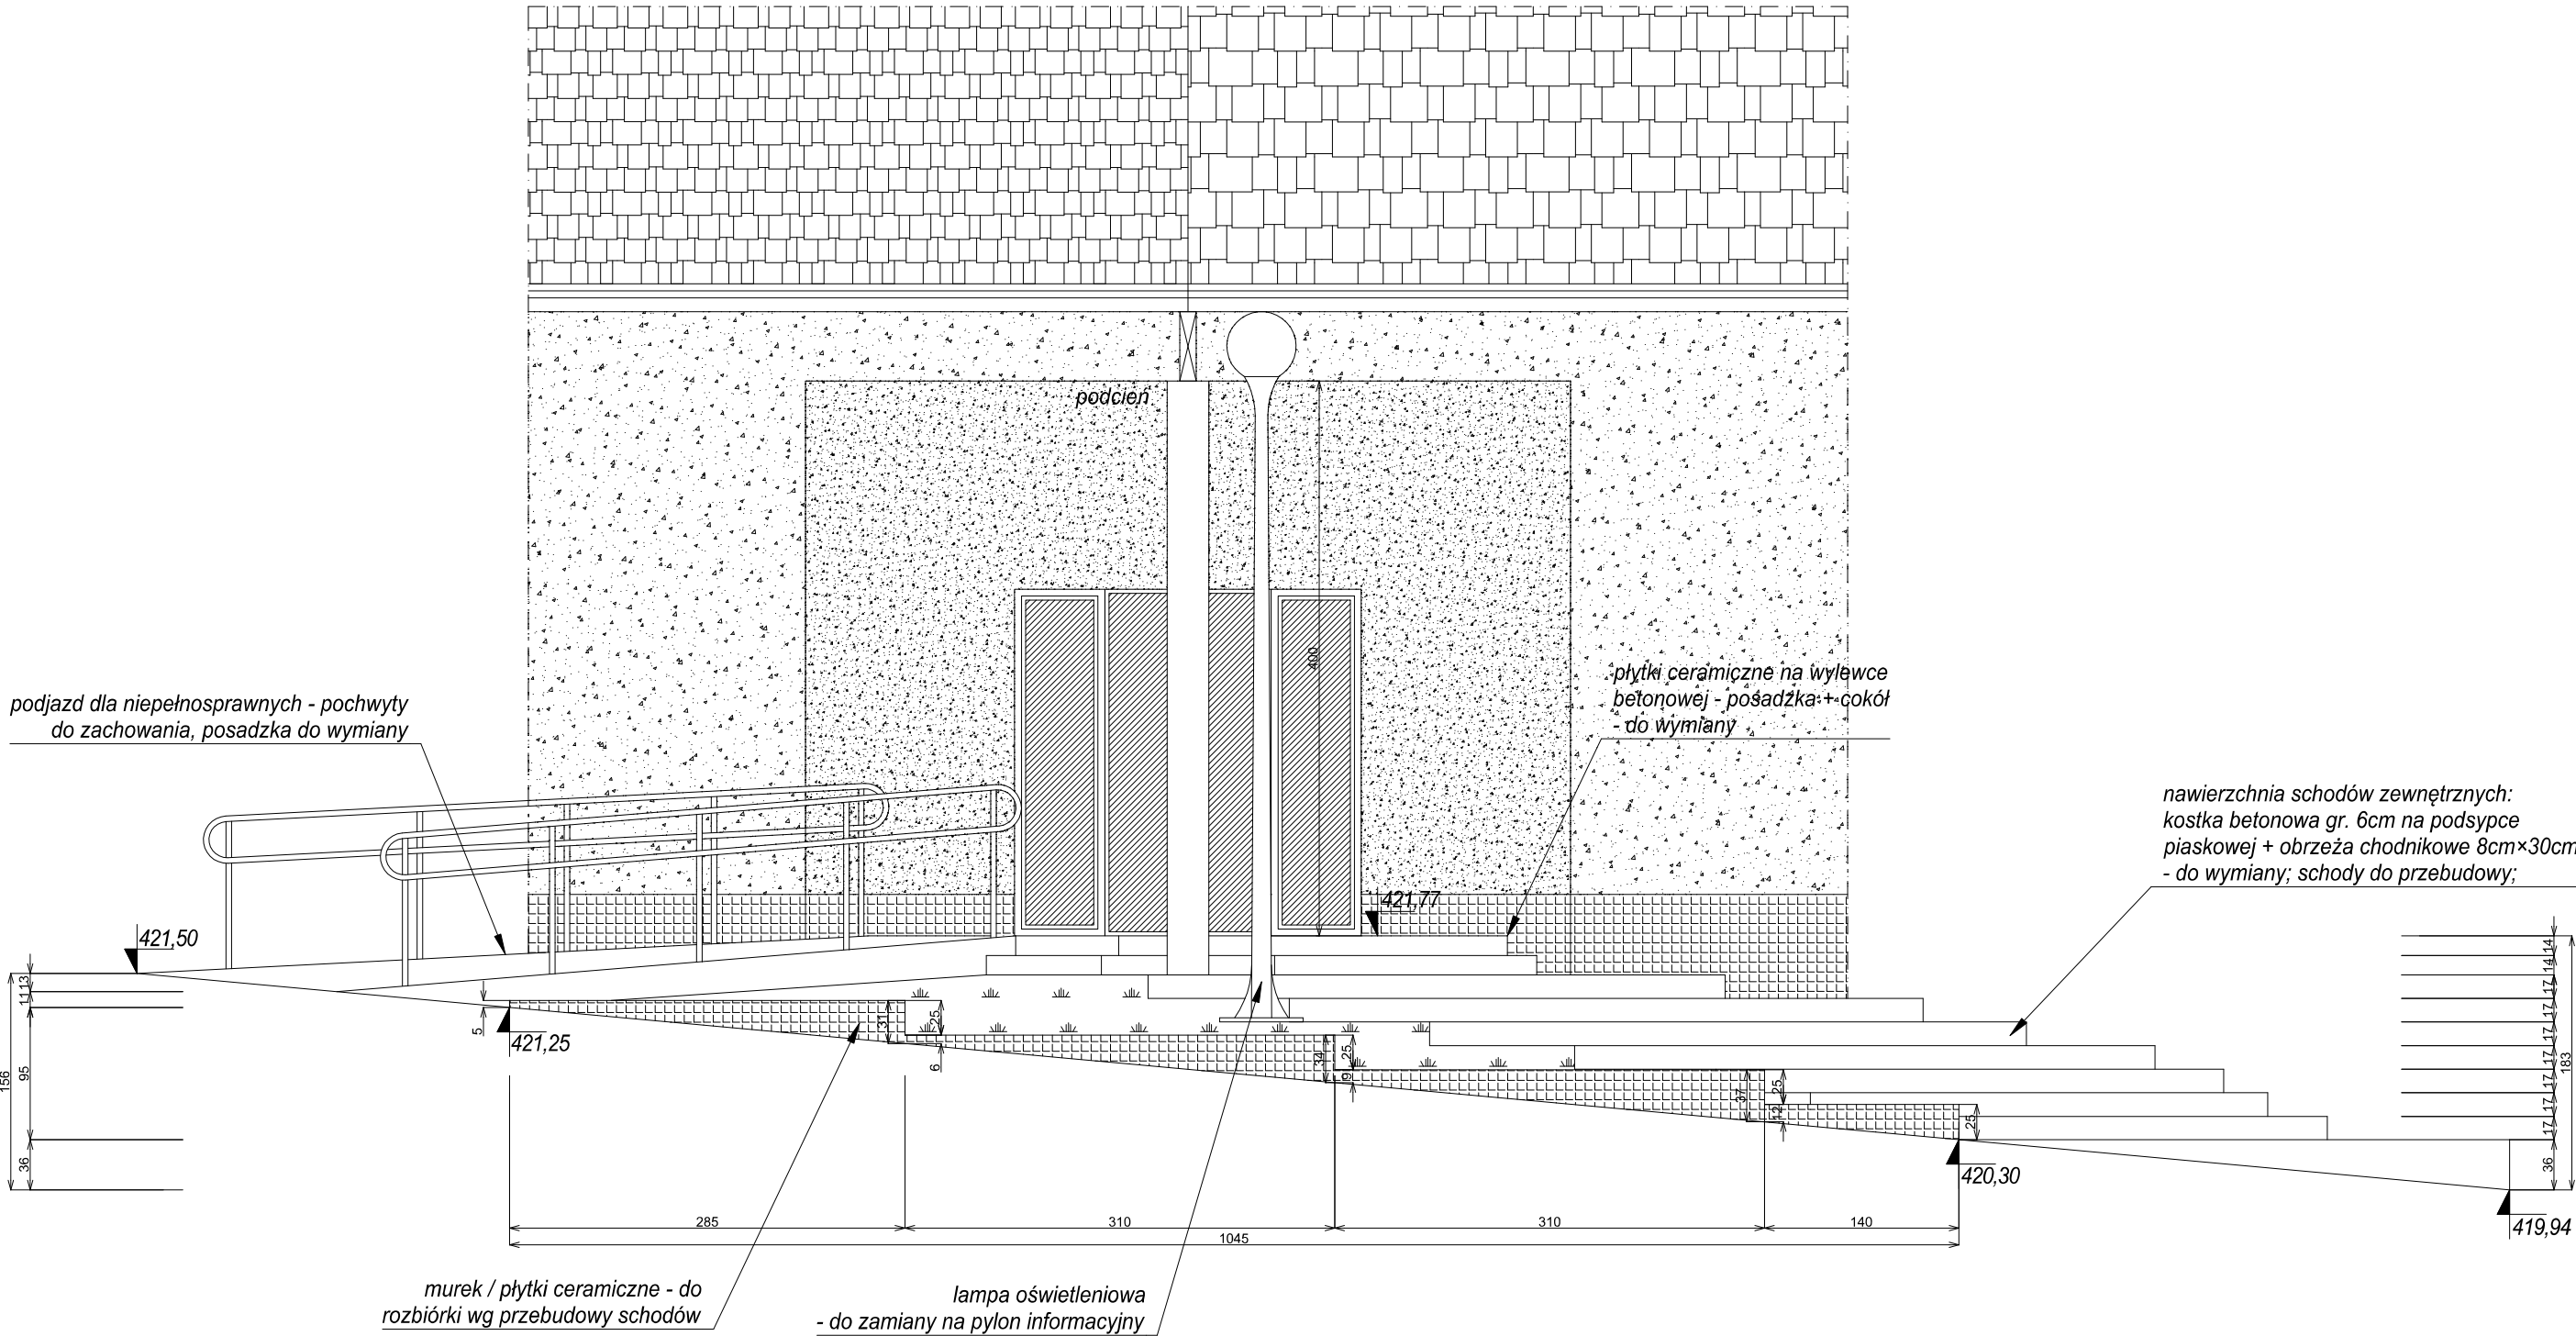 podcień
400
płytki ceramiczne na wylewce
betonowej - posadzka + cokół
- do wymiany
podjazd dla niepełnosprawnych - pochwyty
do zachowania, posadzka do wymiany
nawierzchnia schodów zewnętrznych:
kostka betonowa gr. 6cm na podsypce
piaskowej + obrzeża chodnikowe 8cm×30cm
- do wymiany; schody do przebudowy;
421,77
421,50
13
11
95
36
156
5
421,25
31
25
6
34
25
9
37
25
12
25
14
14
17
17
17
17
17
17
17
36
183
420,30
419,94
285
310
310
140
1045
murek / płytki ceramiczne - do
rozbiórki wg przebudowy schodów
lampa oświetleniowa
- do zamiany na pylon informacyjny